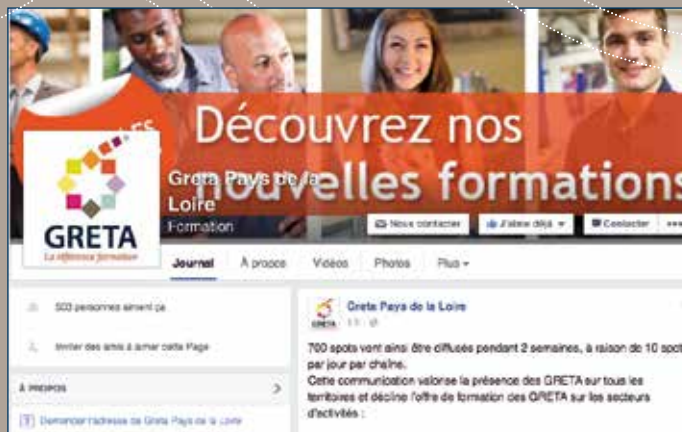 Découvrez nos
nouvelles formations
LES
Greta Pays de la
Loire
Formation
GRETA
La référence formation
Nous contacter
J'aime déjà
Contacter
Journal
À propos
Vidéos
Photos
Plus
503 personnes aiment ça
Inviter des amis à aimer cette Page
À PROPOS
Demander l'adresse de Greta Pays de la Loire
Greta Pays de la Loire
GRETA
700 spots vont ainsi être diffusés pendant 2 semaines, à raison de 10 spot
par jour par chaîne.
Cette communication valorise la présence des GRETA sur tous les
territoires et décline l'offre de formation des GRETA sur les secteurs
d'activités :